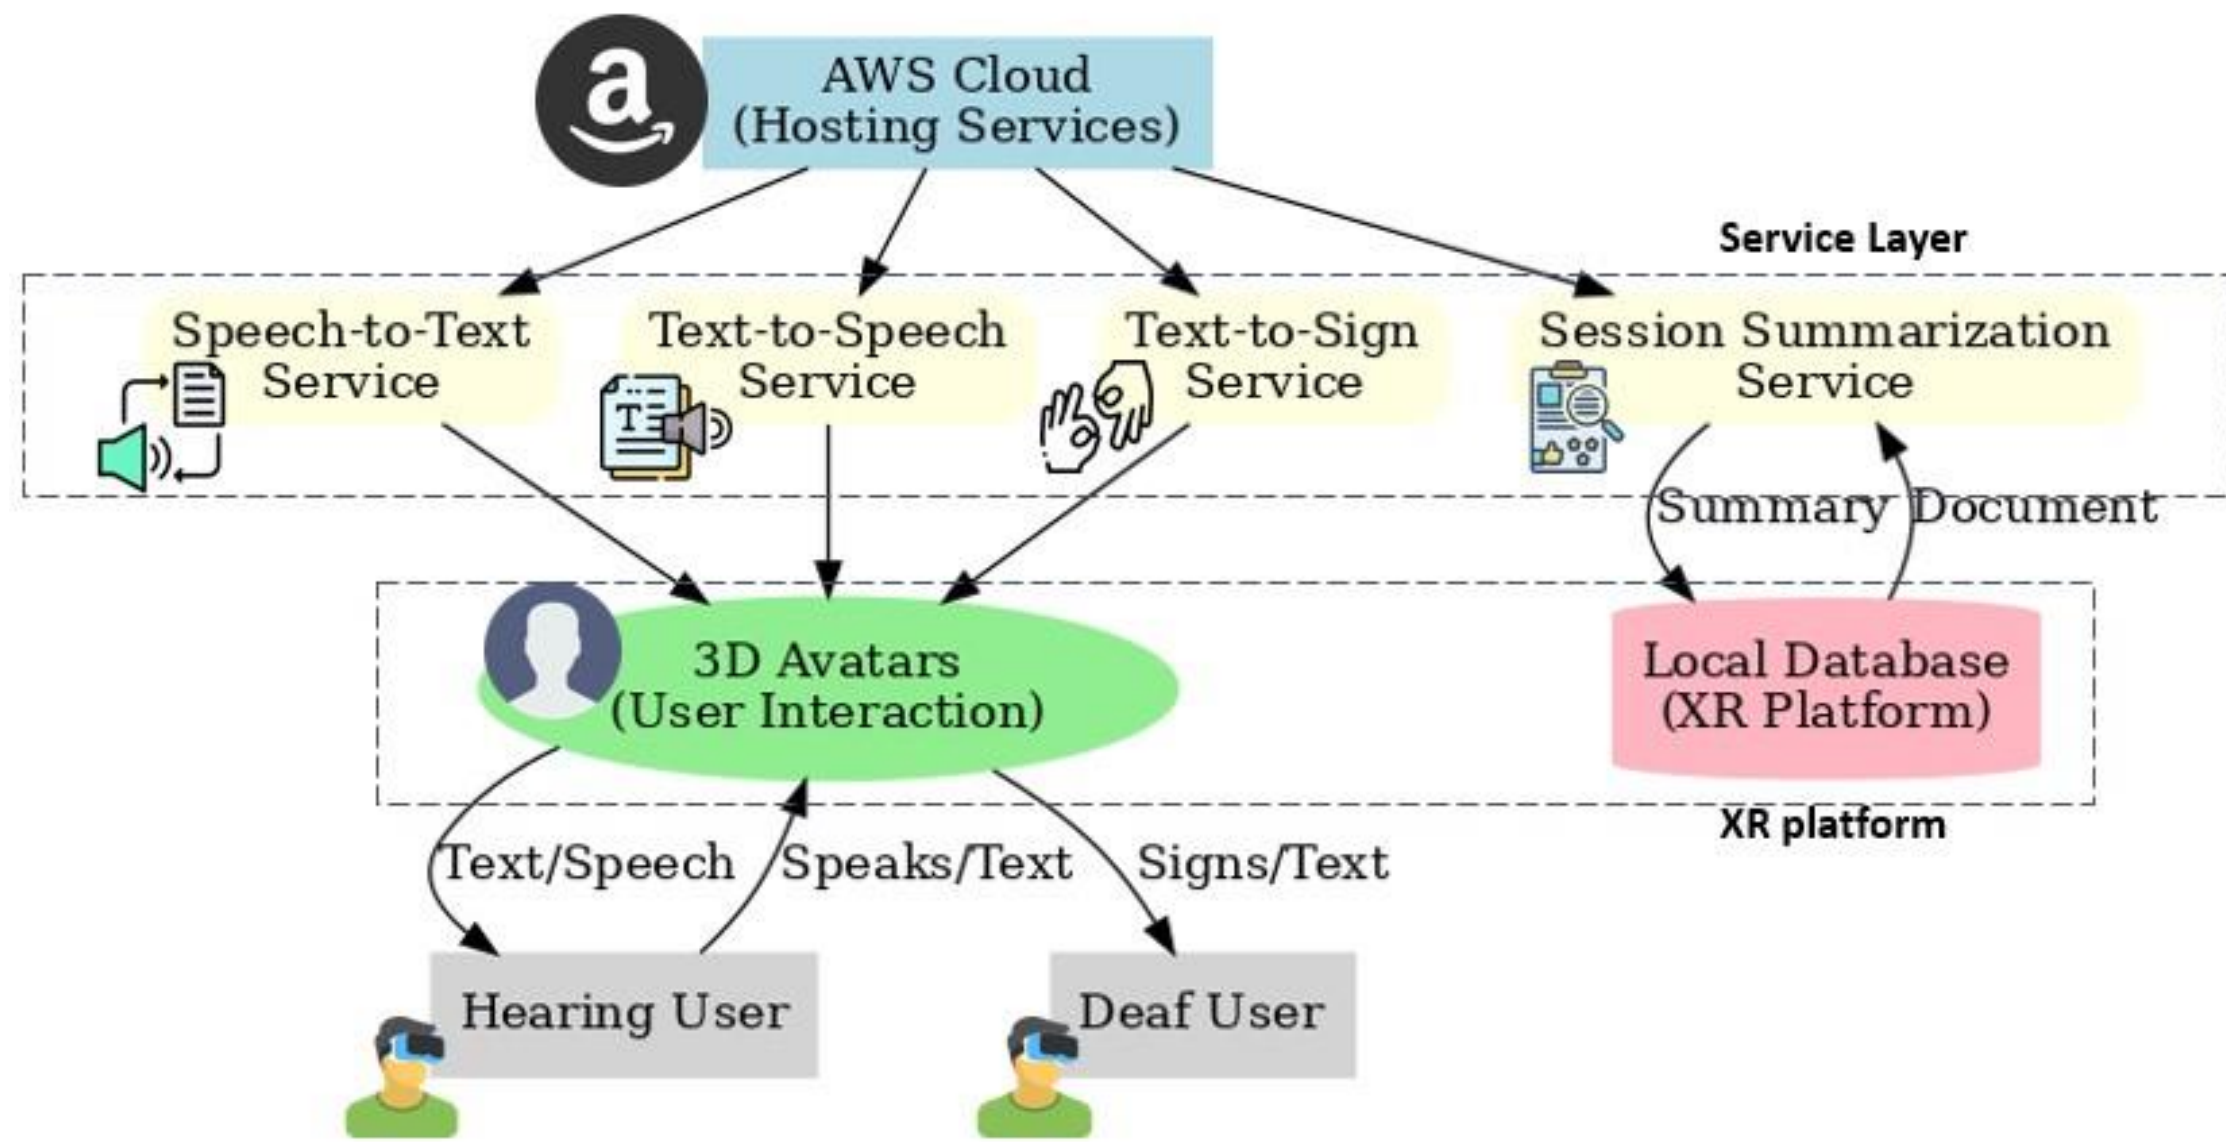 AWS Cloud
(Hosting Services)
Service Layer
Speech-to-Text
Service
Text-to-Speech
Service
Text-to-Sign
Service
Session Summarization
Service
Summary
Document
3D Avatars
(User Interaction)
Local Database
(XR Platform)
XR platform
Text/Speech
Speaks/Text
Signs/Text
Hearing User
Deaf User